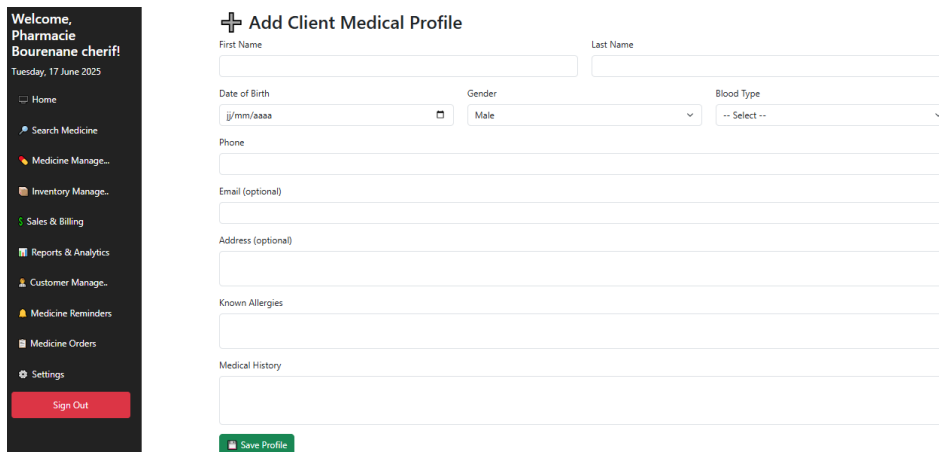 Welcome,
Pharmacie
Bourenane cherif!
Tuesday, 17 June 2025
Home
Search Medicine
Medicine Manage...
Inventory Manage..
Sales & Billing
Reports & Analytics
Customer Manage..
Medicine Reminders
Medicine Orders
Settings
Sign Out
Add Client Medical Profile
First Name Last Name
Date of Birth Gender Blood Type
jj/mm/aaaa Male -- Select --
Phone
Email (optional)
Address (optional)
Known Allergies
Medical History
Save Profile